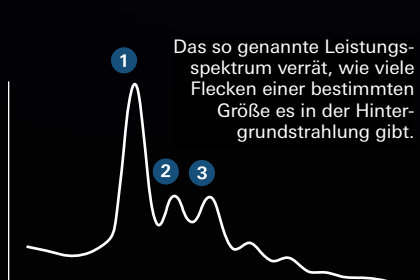 1
Das so genannte Leistungs-
spektrum verrät, wie viele
Flecken einer bestimmten
Größe es in der Hinter-
grundstrahlung gibt.
2 3